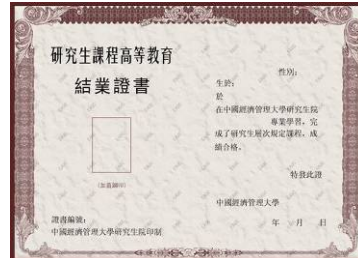 研究生課程高等教育
結業證書
(加蓋鋼印)
證書編號：
中國經濟管理大學研究生院印制
性別：
生於：
於
在中國經濟管理大學研究生院
專業學習，完
成了研究生層次規定課程，成
績合格。
特發此證
中國經濟管理大學
年 月 日